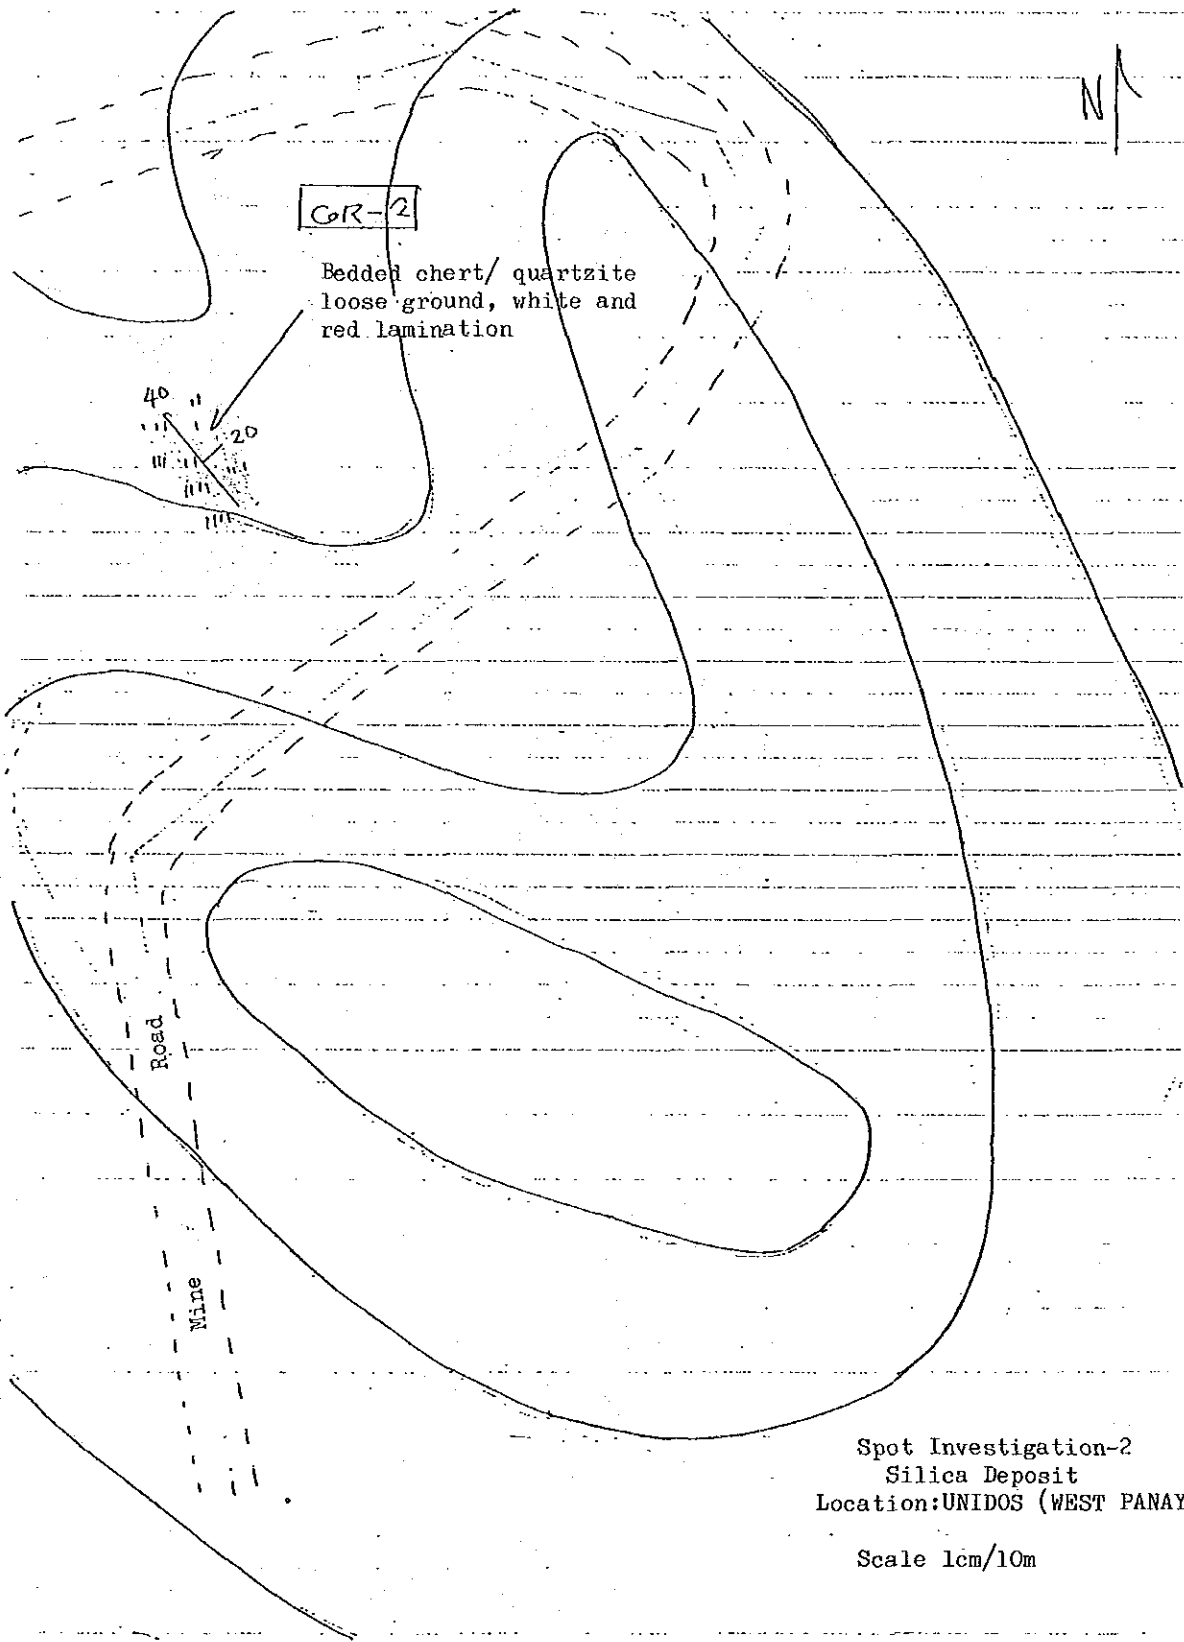 N
GR-2
Bedded chert/ quartzite
loose ground, white and
red lamination
40
20
Road
Mine
Spot Investigation-2
Silica Deposit
Location:UNIDOS (WEST PANAY
Scale 1cm/10m